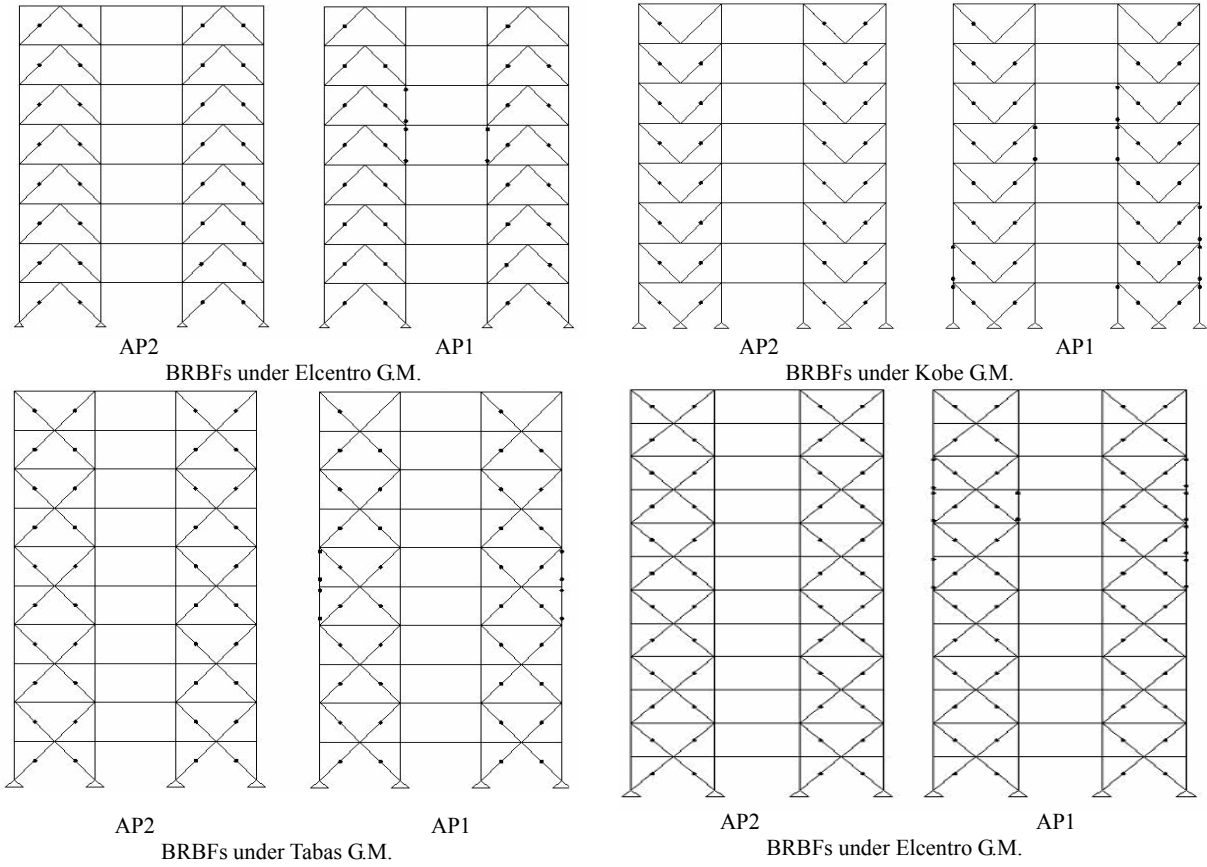 AP2 AP1 AP2 AP1
BRBFs under Elcentro G.M. BRBFs under Kobe G.M.
AP2 AP1 AP2 AP1
BRBFs under Tabas G.M. BRBFs under Elcentro G.M.